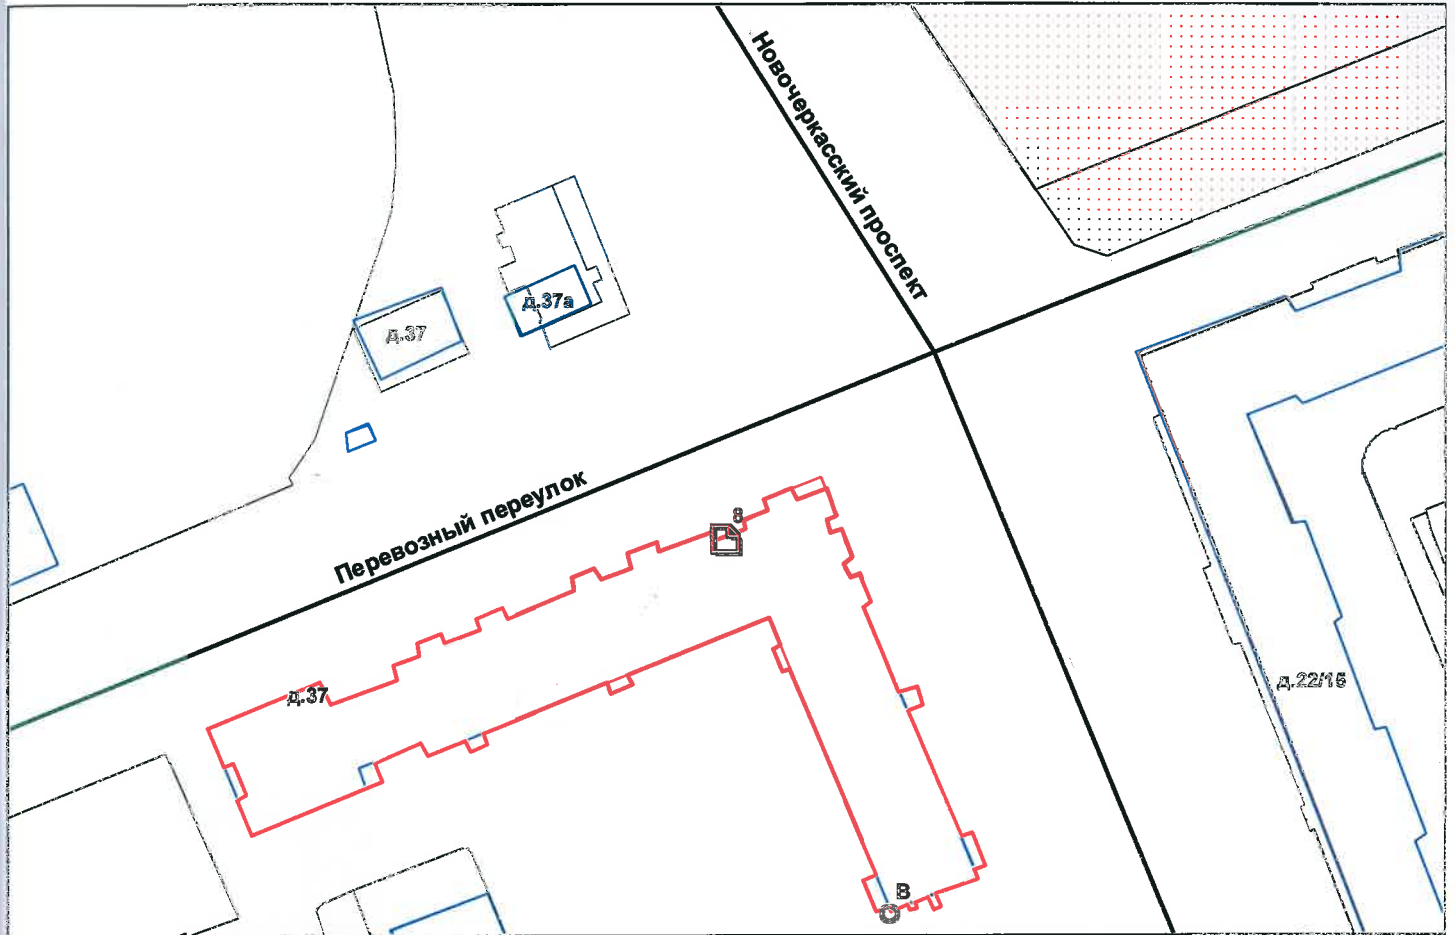 Новочеркасский проспект
д.37а
д.37
Перевозный переулок
8
д.37
д.22/15
В